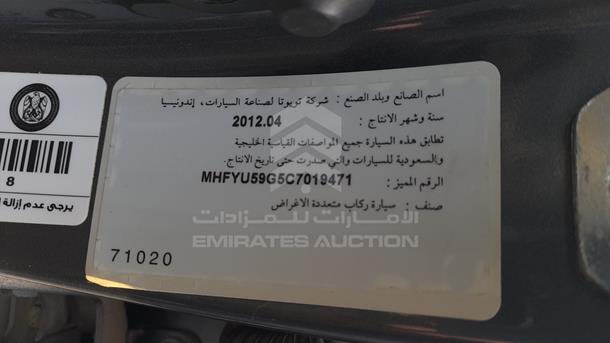 اسم الصانع وبلد الصنع : شركة تويوتا لصناعة السيارات، إندونيسيا
سنة وشهر الانتاج : 2012.04
تطابق هذه السيارة جميع المواصفات القياسية الخليجية
والسعودية للسيارات والتي صدرت حتى تاريخ الانتاج.
الرقم المميز : MHFYU59G5C7019471
صنف : سيارة ركاب متعددة الاغراض
الإمارات للمزادات
EMIRATES AUCTION
71020
8
يرجى عدم إزالة